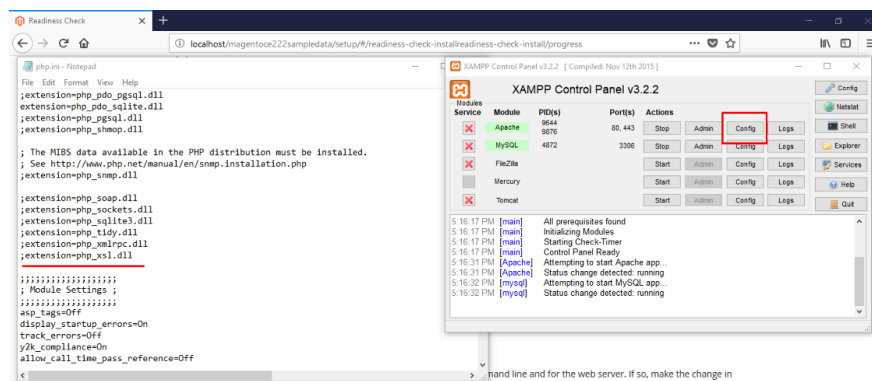 Readiness Check
localhost/magentoce222sampledata/setup/#/readiness-check-installreadiness-check-install/progress
php.ini - Notepad
File Edit Format View Help
;extension=php_pdo_pgsql.dll
extension=php_pdo_sqlite.dll
;extension=php_pgsql.dll
;extension=php_shmop.dll
; The MIBS data available in the PHP distribution must be installed.
; See http://www.php.net/manual/en/snmp.installation.php
;extension=php_snmp.dll
;extension=php_soap.dll
;extension=php_sockets.dll
;extension=php_sqlite3.dll
;extension=php_tidy.dll
;extension=php_xmlrpc.dll
;extension=php_xsl.dll
;;;;;;;;;;;;;;;;;;;
; Module Settings ;
;;;;;;;;;;;;;;;;;;;
asp_tags=Off
display_startup_errors=On
track_errors=Off
y2k_compliance=On
allow_call_time_pass_reference=Off
XAMPP Control Panel v3.2.2 [ Compiled: Nov 12th 2015 ]
XAMPP Control Panel v3.2.2
Config
Modules
Service Module PID(s) Port(s) Actions
Netstat
Apache 9644 9876 80, 443 Stop Admin Config Logs
Shell
MySQL 4872 3306 Stop Admin Config Logs
Explorer
FileZilla Start Admin Config Logs
Services
Mercury Start Admin Config Logs
Help
Tomcat Start Admin Config Logs
Quit
5:16:17 PM [main] All prerequisites found
5:16:17 PM [main] Initializing Modules
5:16:17 PM [main] Starting Check-Timer
5:16:17 PM [main] Control Panel Ready
5:16:31 PM [Apache] Attempting to start Apache app...
5:16:31 PM [Apache] Status change detected: running
5:16:32 PM [mysql] Attempting to start MySQL app...
5:16:32 PM [mysql] Status change detected: running
mand line and for the web server. If so, make the change in